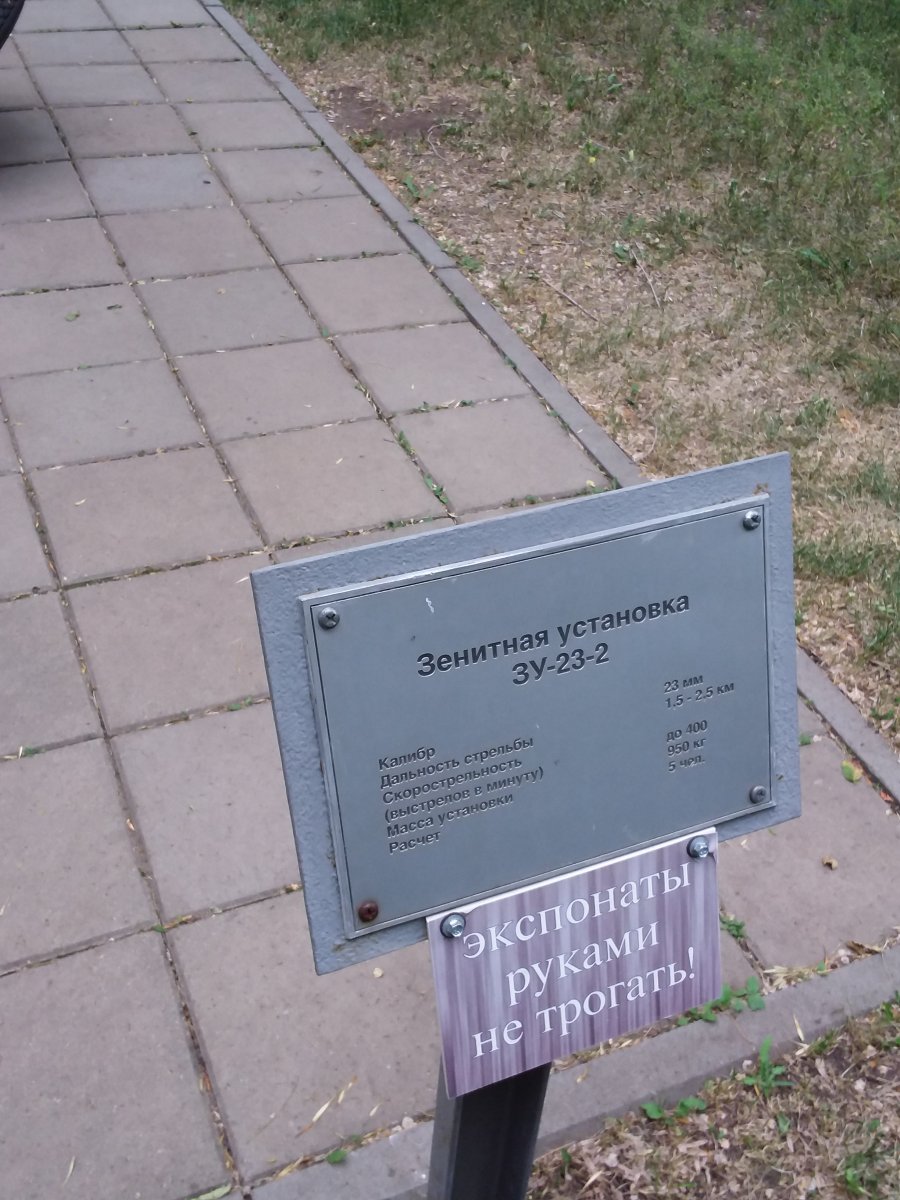 Зенитная установка
ЗУ-23-2
Калибр 23 мм
Дальность стрельбы 1.5 - 2,5 км
Скорострельность
(выстрелов в минуту) до 400
Масса установки 950 кг
Расчет 5 чел.
экспонаты
руками
не трогать!